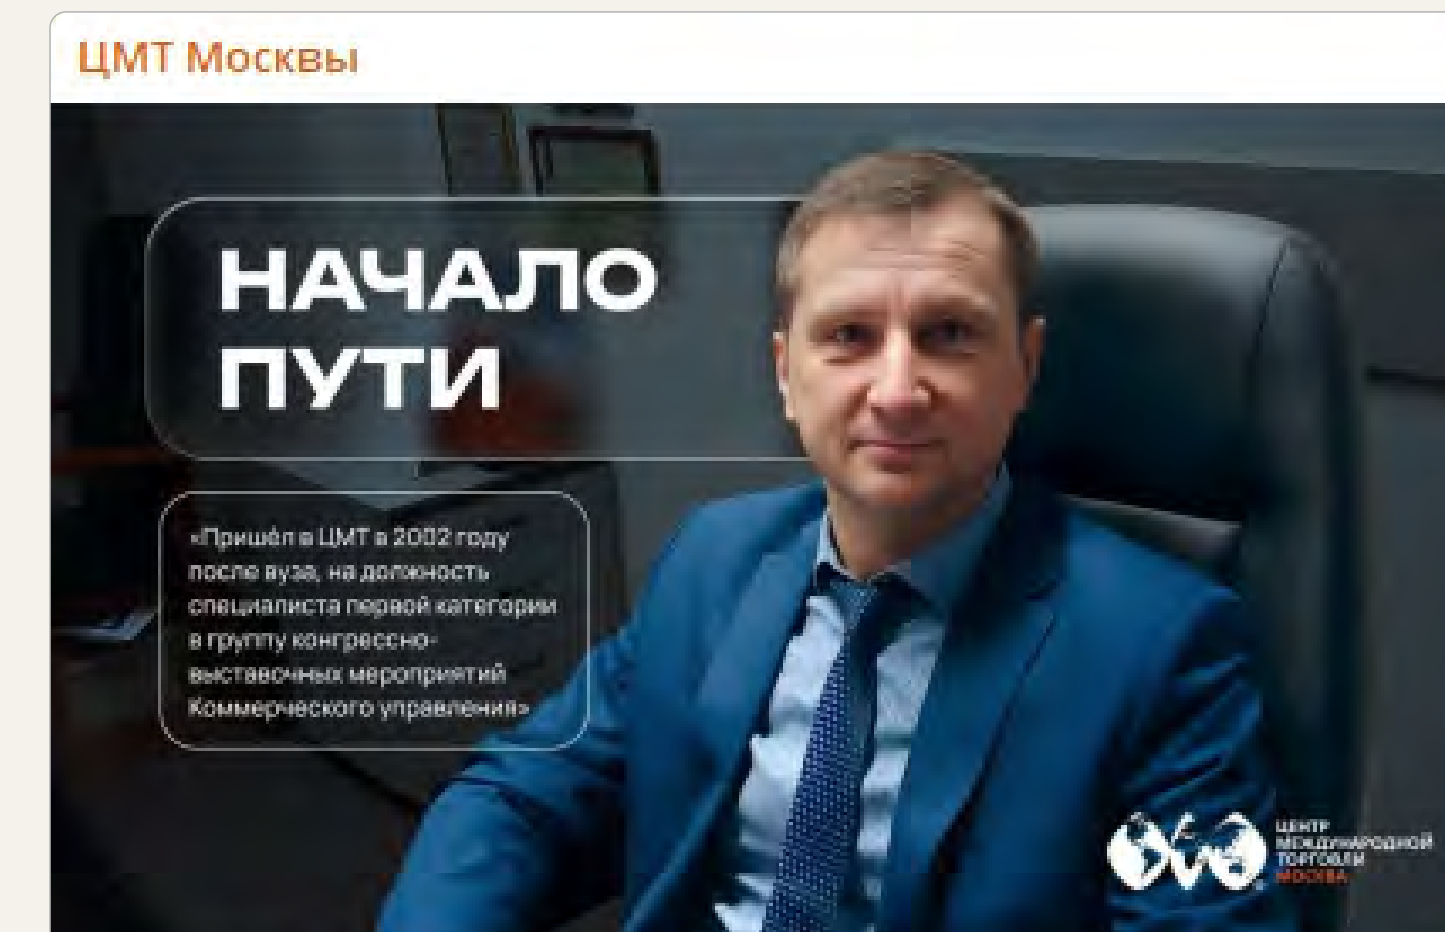 ЦМТ Москвы
НАЧАЛО
ПУТИ
«Пришёл в ЦМТ в 2002 году
после вуза, на должность
специалиста первой категории
в группу конгрессно-
выставочных мероприятий
Коммерческого управления»
ЦЕНТР
МЕЖДУНАРОДНОЙ
ТОРГОВЛИ
МОСКВА